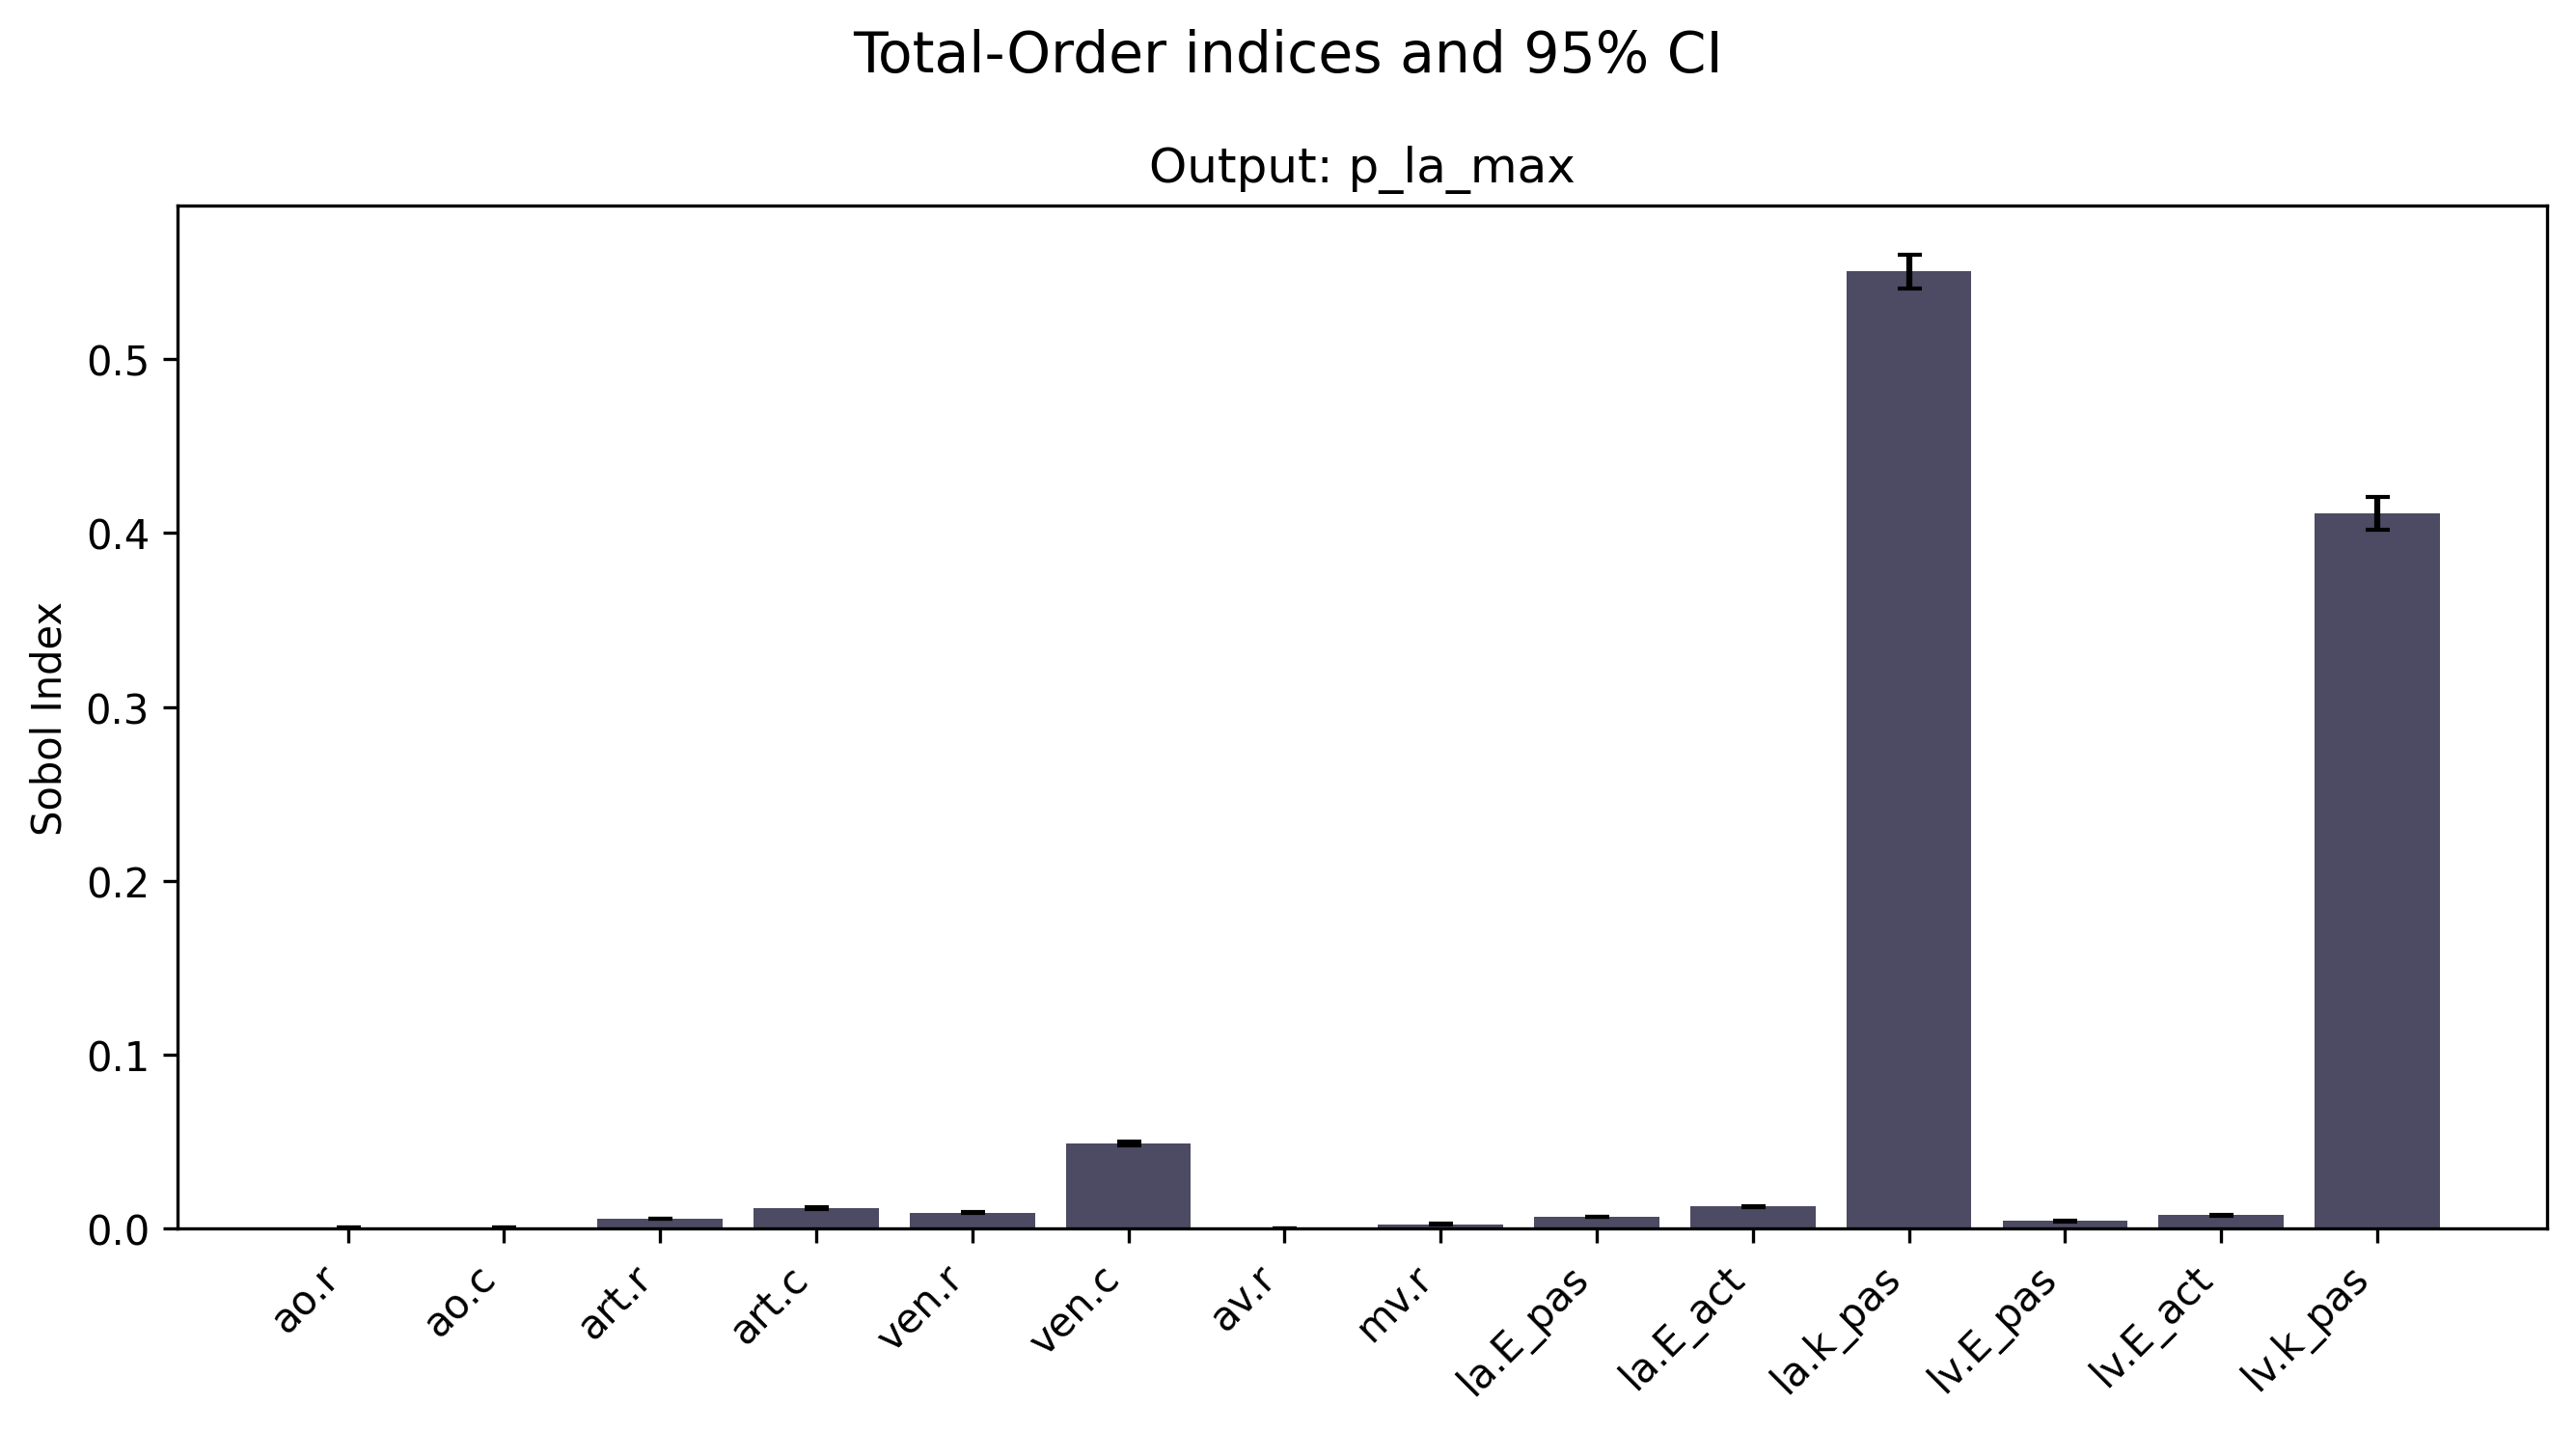 Total-Order indices and 95% CI
Output: p_la_max
Sobol Index
0.5
0.4
0.3
0.2
0.1
0.0
ao.r
ao.c
art.r
art.c
ven.r
ven.c
av.r
mv.r
la.E_pas
la.E_act
la.k_pas
lv.E_pas
lv.E_act
lv.k_pas